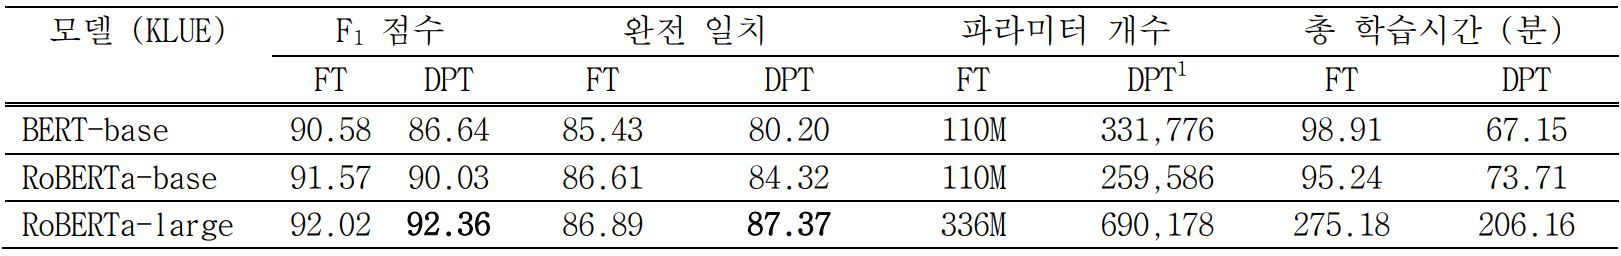 모델 (KLUE) F1 점수 완전 일치 파라미터 개수 총 학습시간 (분)
FT DPT FT DPT FT DPT1 FT DPT
BERT-base 90.58 86.64 85.43 80.20 110M 331,776 98.91 67.15
RoBERTa-base 91.57 90.03 86.61 84.32 110M 259,586 95.24 73.71
RoBERTa-large 92.02 92.36 86.89 87.37 336M 690,178 275.18 206.16